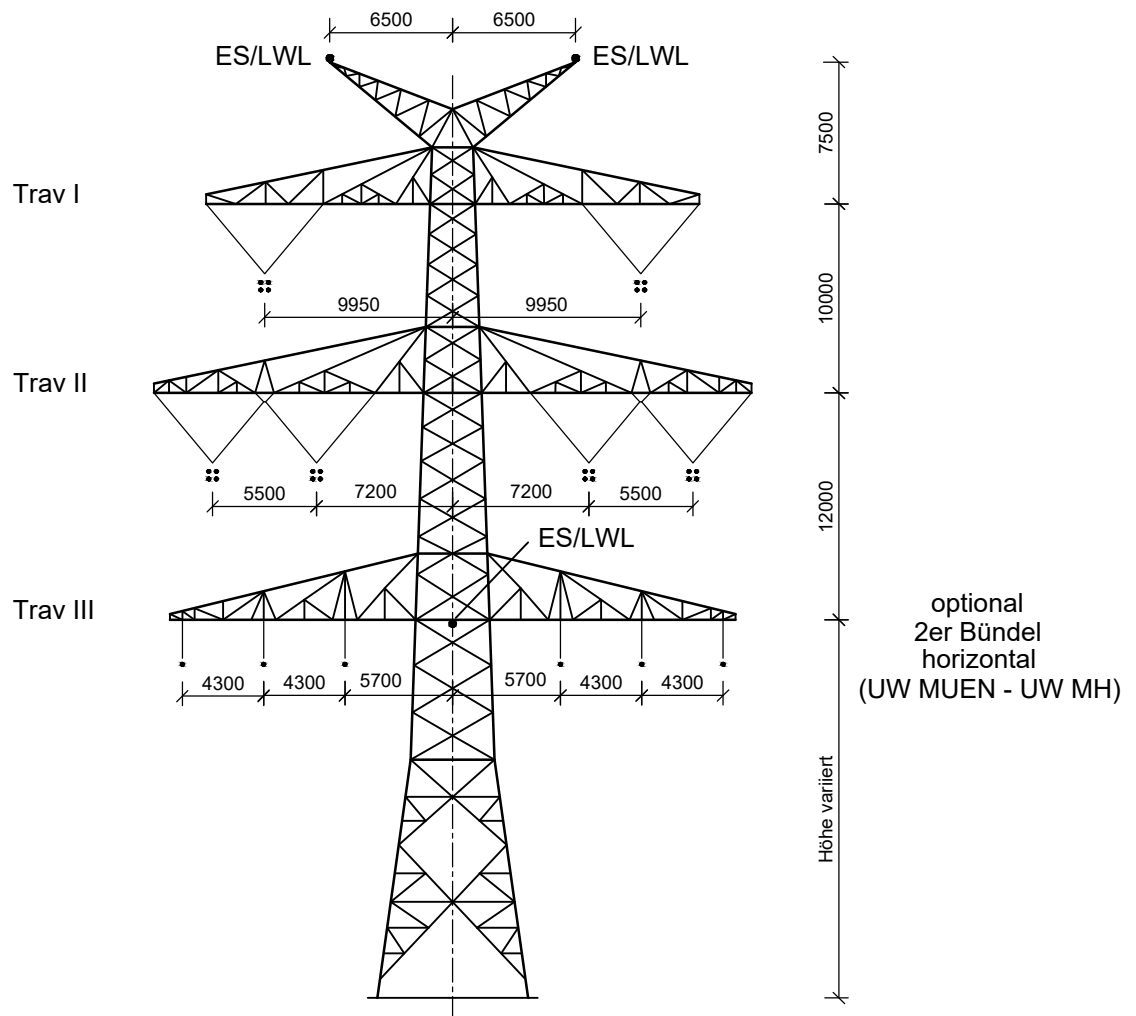 6500 6500
ES/LWL ES/LWL
7500
Trav I
9950 9950
10000
Trav II
5500 7200 7200 5500
12000
ES/LWL
Trav III
4300 4300 5700 5700 4300 4300
optional
2er Bündel
horizontal
(UW MUEN - UW MH)
Höhe variiert